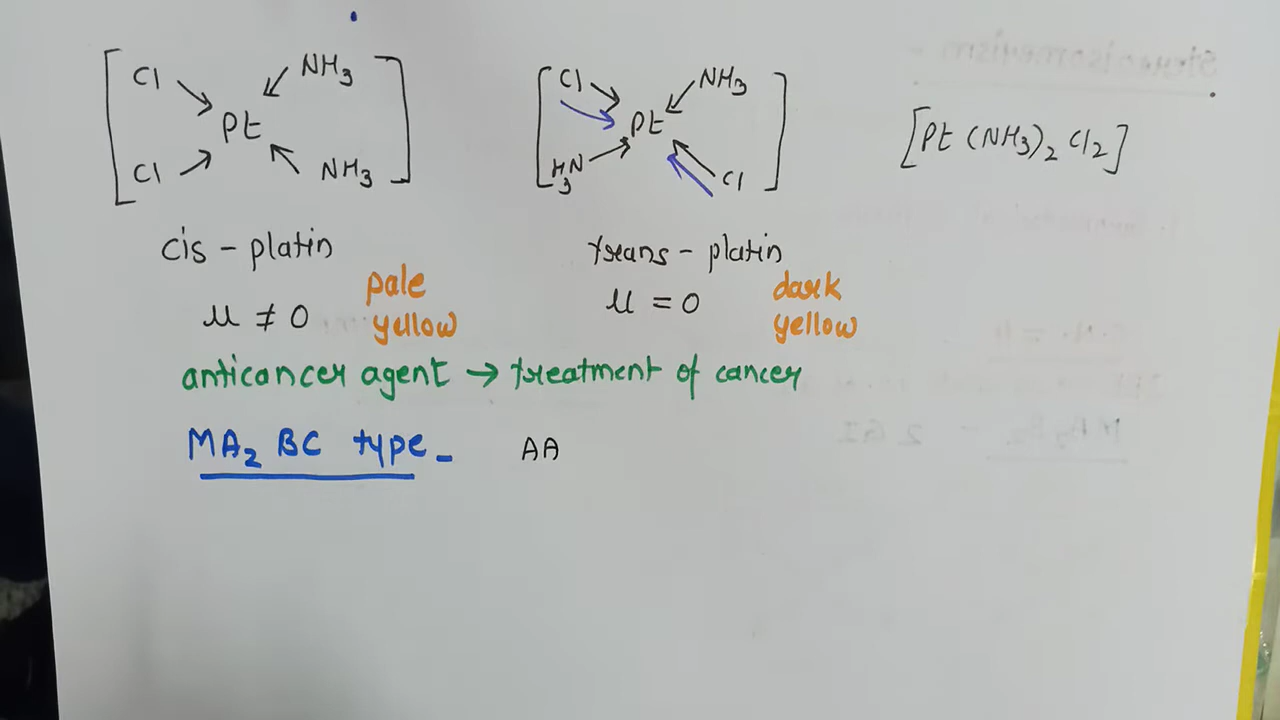 [Cl NH3 Pt Cl NH3]
[Cl NH3 Pt H3N Cl]
[Pt (NH3)2 Cl2]
cis - platin
trans - platin
μ ≠ 0
pale yellow
μ = 0
dark yellow
anticancer agent → treatment of cancer
MA2 BC type - AA